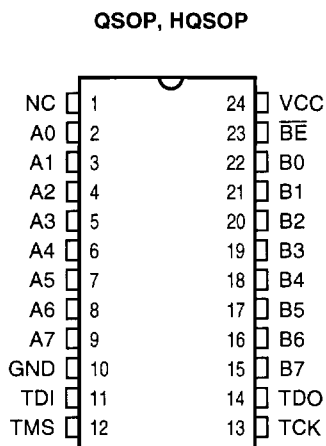 QSOP, HQSOP
NC 1 24 VCC
A0 2 23 B̅E̅
A1 3 22 B0
A2 4 21 B1
A3 5 20 B2
A4 6 19 B3
A5 7 18 B4
A6 8 17 B5
A7 9 16 B6
GND 10 15 B7
TDI 11 14 TDO
TMS 12 13 TCK